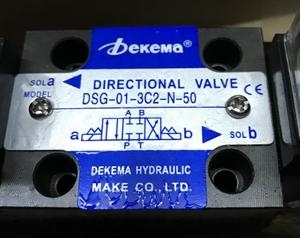 DEKEMA
SOL a
DIRECTIONAL VALVE
MODEL
DSG-01-3C2-N-50
CE
A B
a
b
P T
SOL b
DEKEMA HYDRAULIC
MAKE CO., LTD.